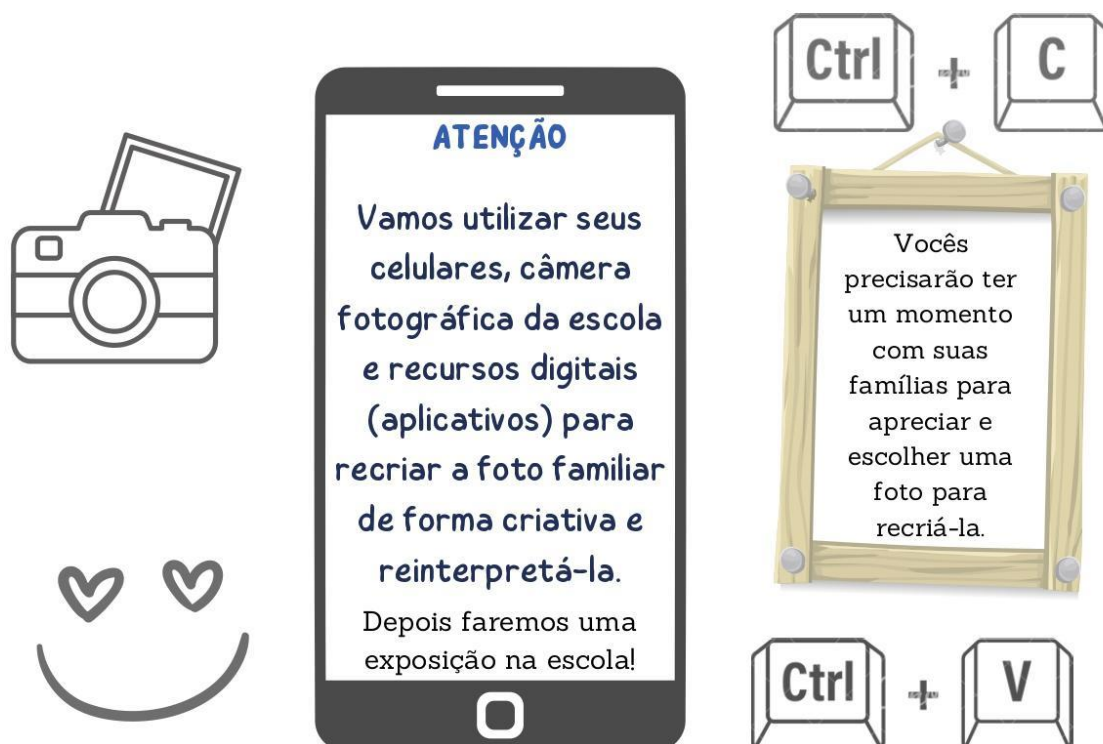 ATENÇÃO
Vamos utilizar seus
celulares, câmera
fotográfica da escola
e recursos digitais
(aplicativos) para
recriar a foto familiar
de forma criativa e
reinterpretá-la.
Depois faremos uma
exposição na escola!
Ctrl + C
Vocês
precisarão ter
um momento
com suas
famílias para
apreciar e
escolher uma
foto para
recriá-la.
Ctrl + V